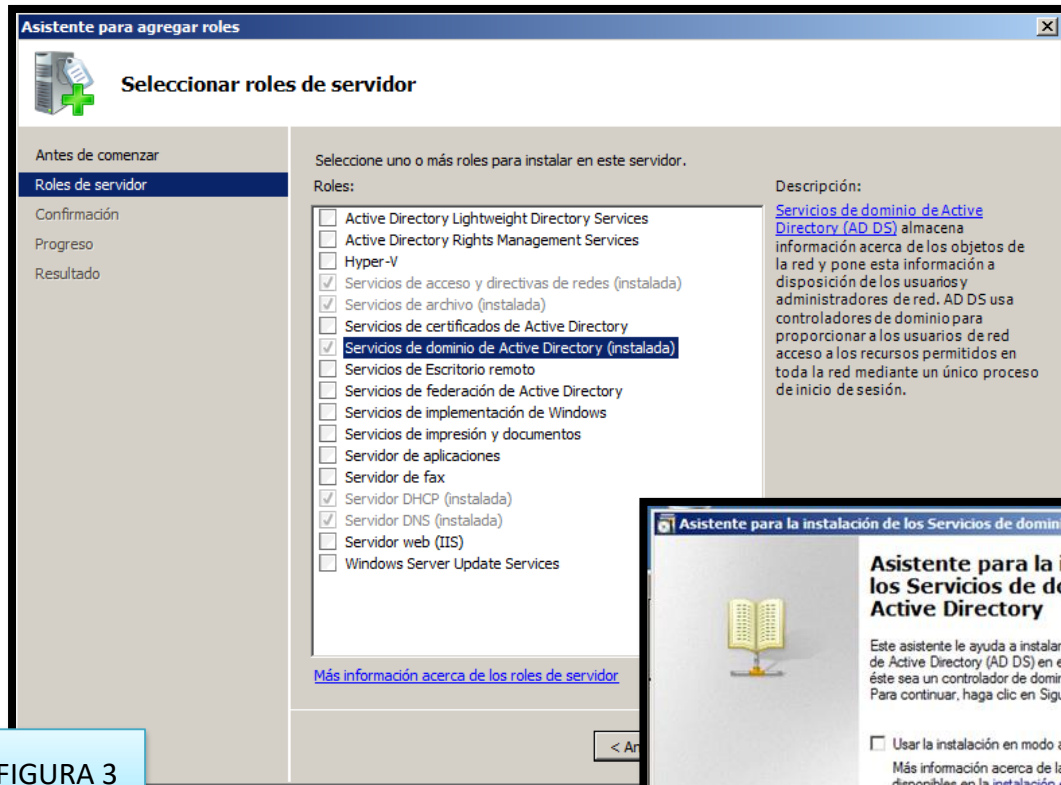 Asistente para agregar roles
Seleccionar roles de servidor
Antes de comenzar
Roles de servidor
Confirmación
Progreso
Resultado
Seleccione uno o más roles para instalar en este servidor.
Roles:
Active Directory Lightweight Directory Services
Active Directory Rights Management Services
Hyper-V
Servicios de acceso y directivas de redes (instalada)
Servicios de archivo (instalada)
Servicios de certificados de Active Directory
Servicios de dominio de Active Directory (instalada)
Servicios de Escritorio remoto
Servicios de federación de Active Directory
Servicios de implementación de Windows
Servicios de impresión y documentos
Servidor de aplicaciones
Servidor de fax
Servidor DHCP (instalada)
Servidor DNS (instalada)
Servidor web (IIS)
Windows Server Update Services
Más información acerca de los roles de servidor
Descripción:
Servicios de dominio de Active
Directory (AD DS) almacena
información acerca de los objetos de
la red y pone esta información a
disposición de los usuarios y
administradores de red. AD DS usa
controladores de dominio para
proporcionar a los usuarios de red
acceso a los recursos permitidos en
toda la red mediante un único proceso
de inicio de sesión.
< An
FIGURA 3
Asistente para la instalación de los Servicios de domin
Asistente para la
los Servicios de do
Active Directory
Este asistente le ayuda a instalar
de Active Directory (AD DS) en e
éste sea un controlador de domin
Para continuar, haga clic en Sigu
Usar la instalación en modo a
Más información acerca de la
disponibles en la instalación